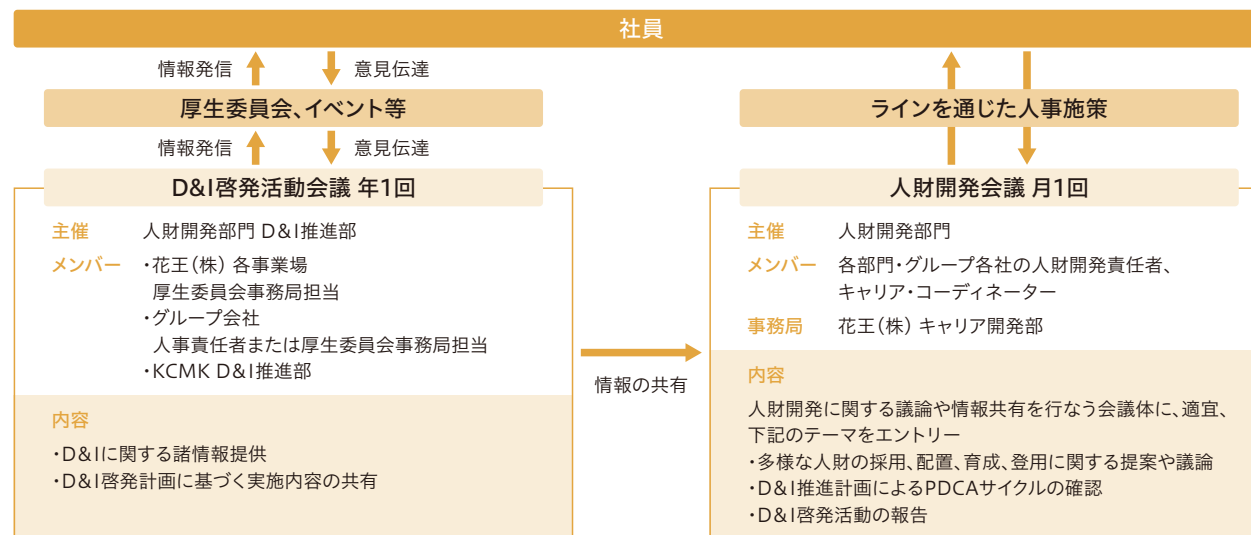 社員
情報発信
意見伝達
厚生委員会、イベント等
情報発信
意見伝達
D&I啓発活動会議 年1回
主催 人財開発部門 D&I推進部
メンバー ・花王(株) 各事業場
厚生委員会事務局担当
・グループ会社
人事責任者または厚生委員会事務局担当
・KCMK D&I推進部
内容
・D&Iに関する諸情報提供
・D&I啓発計画に基づく実施内容の共有
情報の共有
ラインを通じた人事施策
人財開発会議 月1回
主催 人財開発部門
メンバー 各部門・グループ各社の人財開発責任者、
キャリア・コーディネーター
事務局 花王(株) キャリア開発部
内容
人財開発に関する議論や情報共有を行なう会議体に、適宜、
下記のテーマをエントリー
・多様な人財の採用、配置、育成、登用に関する提案や議論
・D&I推進計画によるPDCAサイクルの確認
・D&I啓発活動の報告